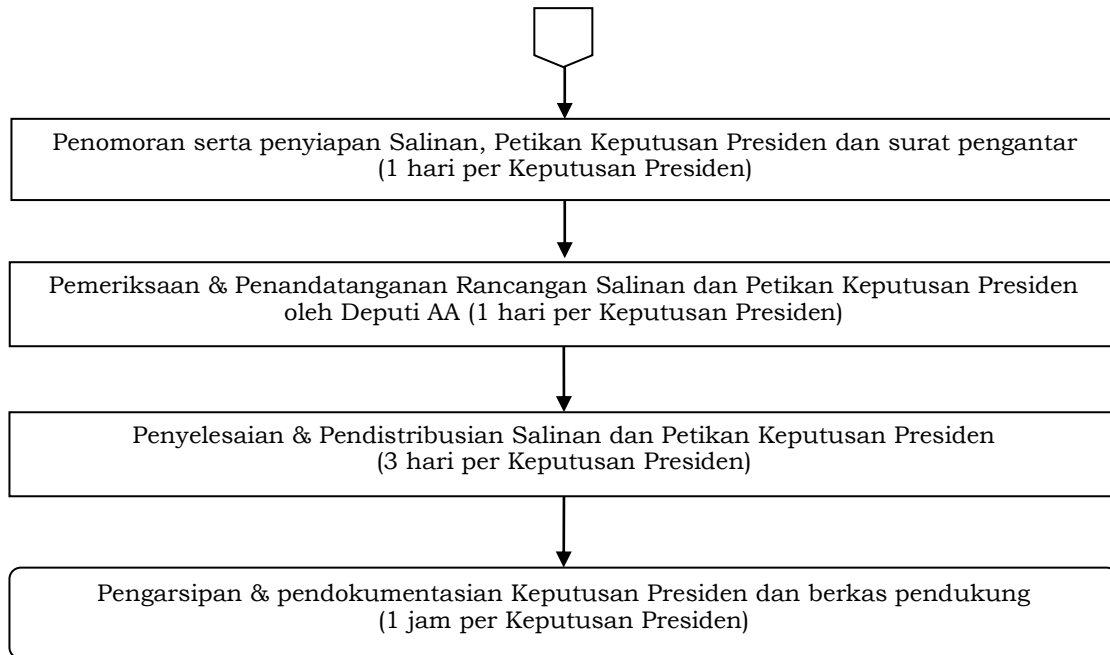 Penomoran serta penyiapan Salinan, Petikan Keputusan Presiden dan surat pengantar
(1 hari per Keputusan Presiden)
Pemeriksaan & Penandatanganan Rancangan Salinan dan Petikan Keputusan Presiden
oleh Deputi AA (1 hari per Keputusan Presiden)
Penyelesaian & Pendistribusian Salinan dan Petikan Keputusan Presiden
(3 hari per Keputusan Presiden)
Pengarsipan & pendokumentasian Keputusan Presiden dan berkas pendukung
(1 jam per Keputusan Presiden)